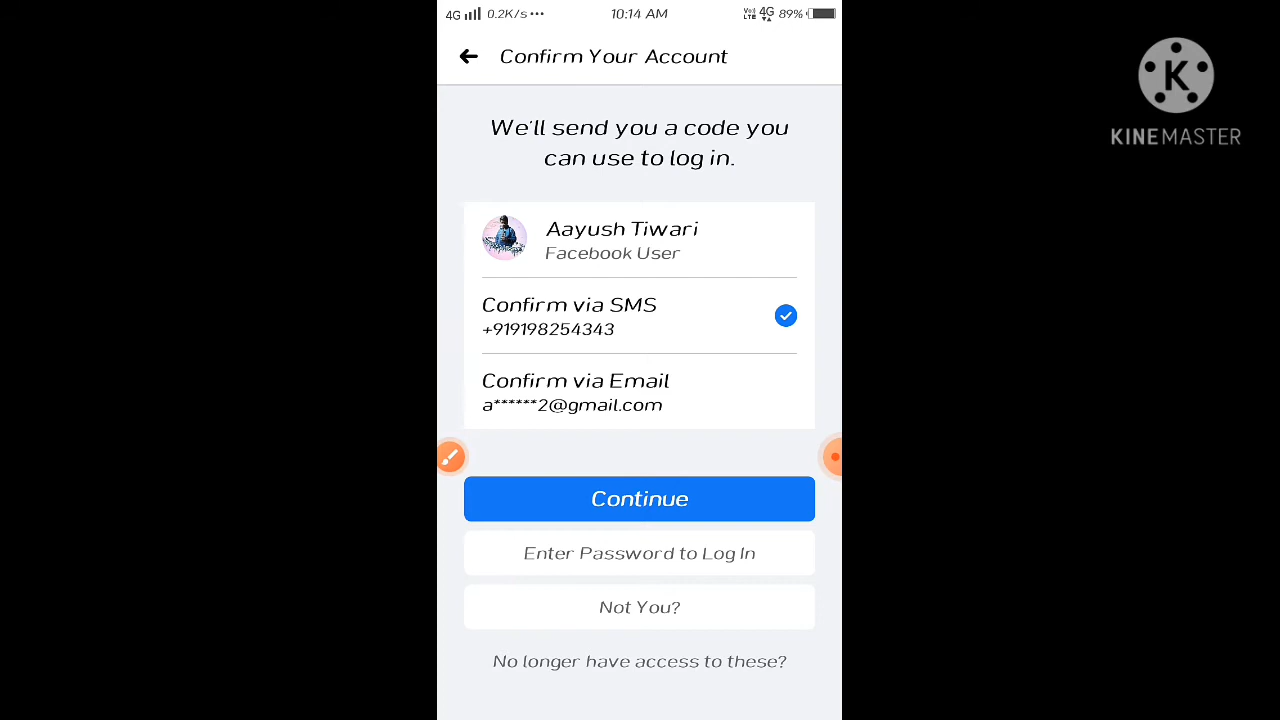 4G 0.2K/s ••• 10:14 AM VoLTE 4G 89%
Confirm Your Account
We'll send you a code you
can use to log in.
Aayush Tiwari
Facebook User
Confirm via SMS
+919198254343
Confirm via Email
a******2@gmail.com
Continue
Enter Password to Log In
Not You?
No longer have access to these?
K
KINEMASTER